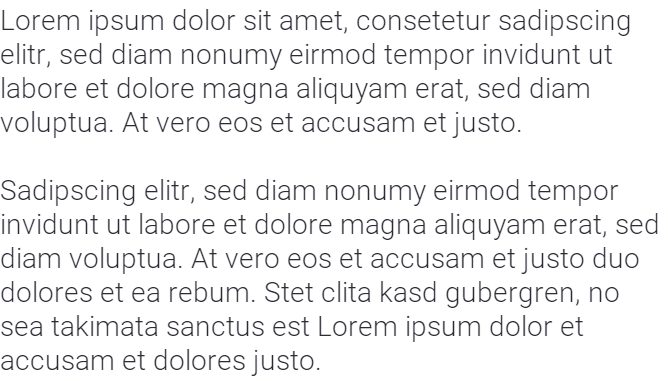 Lorem ipsum dolor sit amet, consetetur sadipscing
elitr, sed diam nonumy eirmod tempor invidunt ut
labore et dolore magna aliquyam erat, sed diam
voluptua. At vero eos et accusam et justo.
Sadipscing elitr, sed diam nonumy eirmod tempor
invidunt ut labore et dolore magna aliquyam erat, sed
diam voluptua. At vero eos et accusam et justo duo
dolores et ea rebum. Stet clita kasd gubergren, no
sea takimata sanctus est Lorem ipsum dolor et
accusam et dolores justo.